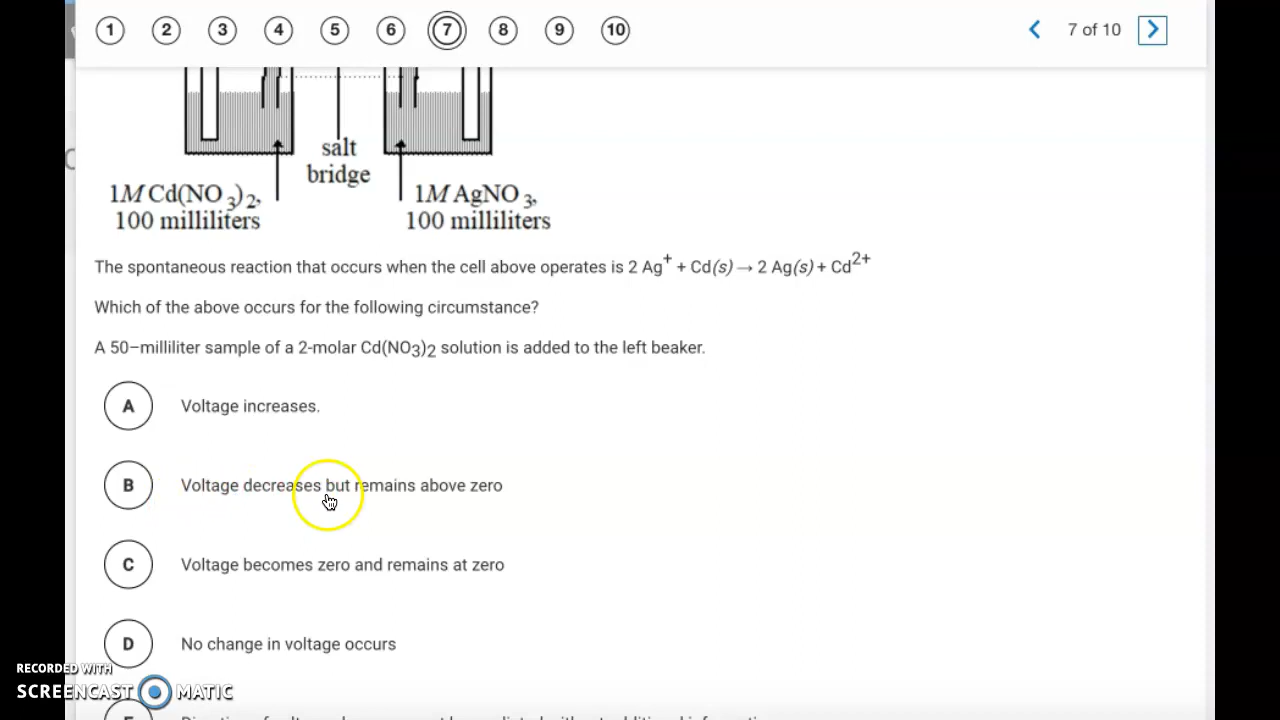 1 2 3 4 5 6 7 8 9 10 7 of 10
salt
bridge
1M Cd(NO3)2, 1M AgNO3,
100 milliliters 100 milliliters
The spontaneous reaction that occurs when the cell above operates is 2 Ag+ + Cd(s) → 2 Ag(s) + Cd2+
Which of the above occurs for the following circumstance?
A 50–milliliter sample of a 2-molar Cd(NO3)2 solution is added to the left beaker.
A Voltage increases.
B Voltage decreases but remains above zero
C Voltage becomes zero and remains at zero
D No change in voltage occurs
RECORDED WITH
SCREENCAST MATIC